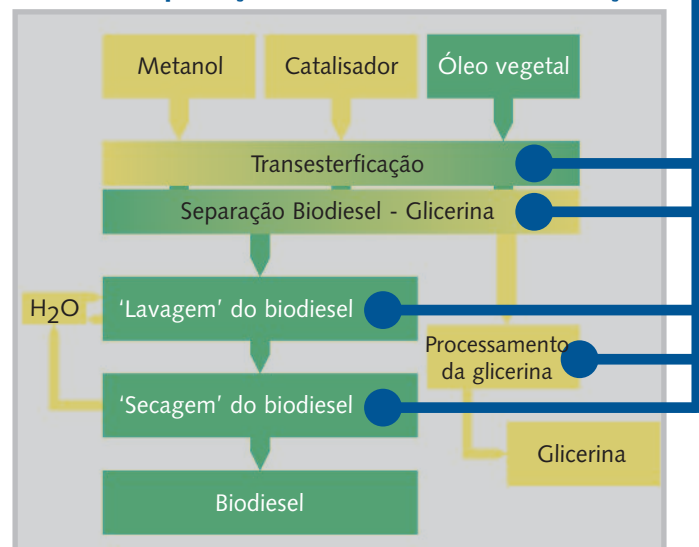 Metanol
Catalisador
Óleo vegetal
Transesterficação
Separação Biodiesel - Glicerina
H2O
‘Lavagem’ do biodiesel
Processamento
da glicerina
‘Secagem’ do biodiesel
Glicerina
Biodiesel